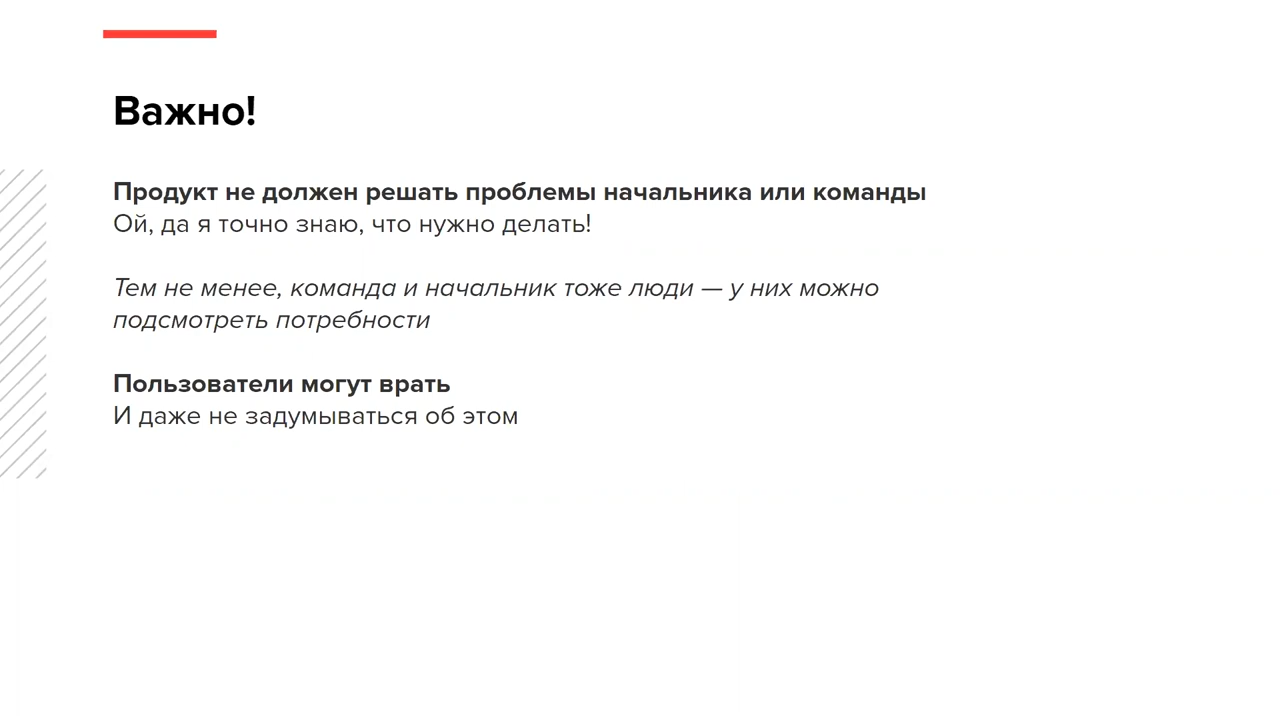 Важно!
Продукт не должен решать проблемы начальника или команды
Ой, да я точно знаю, что нужно делать!
Тем не менее, команда и начальник тоже люди — у них можно
подсмотреть потребности
Пользователи могут врать
И даже не задумываться об этом